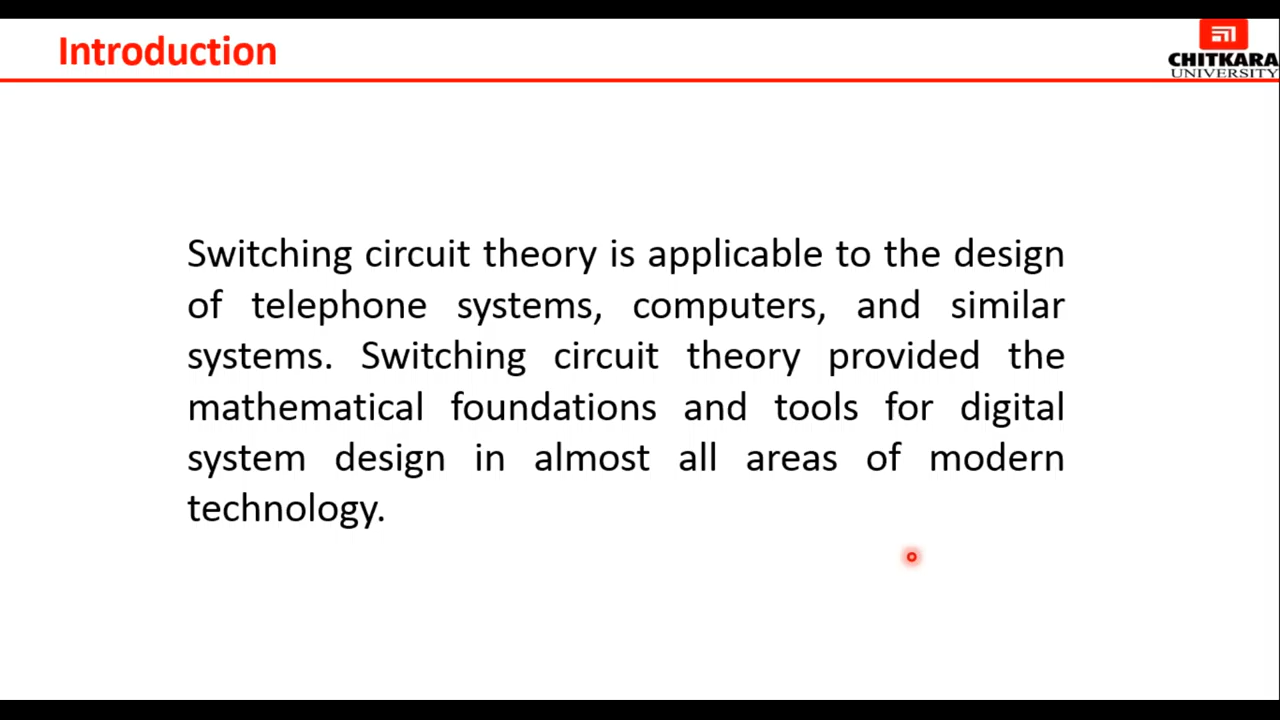 Introduction
CHITKARA
UNIVERSITY
Switching circuit theory is applicable to the design
of telephone systems, computers, and similar
systems. Switching circuit theory provided the
mathematical foundations and tools for digital
system design in almost all areas of modern
technology.